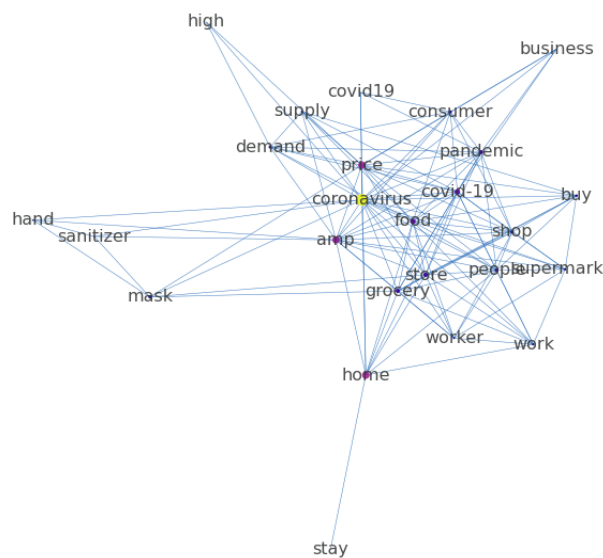 high
business
covid19
supply
consumer
demand
pandemic
price
covid-19
buy
coronavirus
hand
food
sanitizer
shop
amp
store
people
supermark
mask
grocery
worker
work
home
stay